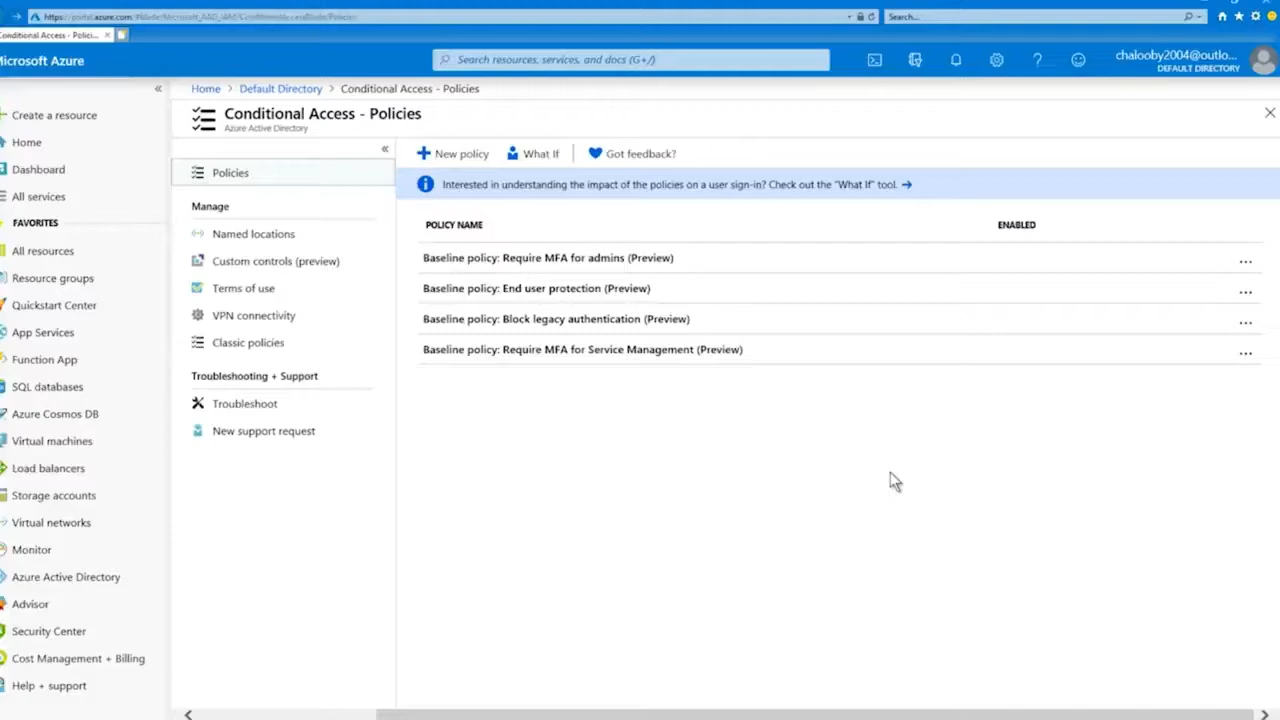 https://portal.azure.com
Search...
Conditional Access - Polici...
Microsoft Azure
Search resources, services, and docs (G+/)
chalooby2004@outlo...
DEFAULT DIRECTORY
Home > Default Directory > Conditional Access - Policies
Conditional Access - Policies
Azure Active Directory
Create a resource
Home
Dashboard
All services
FAVORITES
All resources
Resource groups
Quickstart Center
App Services
Function App
SQL databases
Azure Cosmos DB
Virtual machines
Load balancers
Storage accounts
Virtual networks
Monitor
Azure Active Directory
Advisor
Security Center
Cost Management + Billing
Help + support
Policies
Manage
Named locations
Custom controls (preview)
Terms of use
VPN connectivity
Classic policies
Troubleshooting + Support
Troubleshoot
New support request
New policy What If Got feedback?
Interested in understanding the impact of the policies on a user sign-in? Check out the "What If" tool. →
POLICY NAME ENABLED
Baseline policy: Require MFA for admins (Preview) ...
Baseline policy: End user protection (Preview) ...
Baseline policy: Block legacy authentication (Preview) ...
Baseline policy: Require MFA for Service Management (Preview) ...